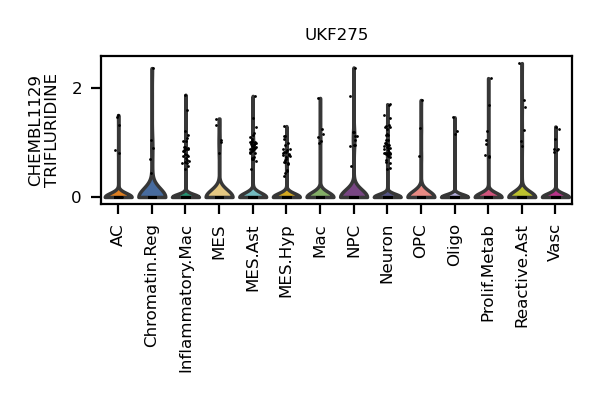 UKF275
CHEMBL1129
TRIFLURIDINE
2
0
AC
Chromatin.Reg
Inflammatory.Mac
MES
MES.Ast
MES.Hyp
Mac
NPC
Neuron
OPC
Oligo
Prolif.Metab
Reactive.Ast
Vasc